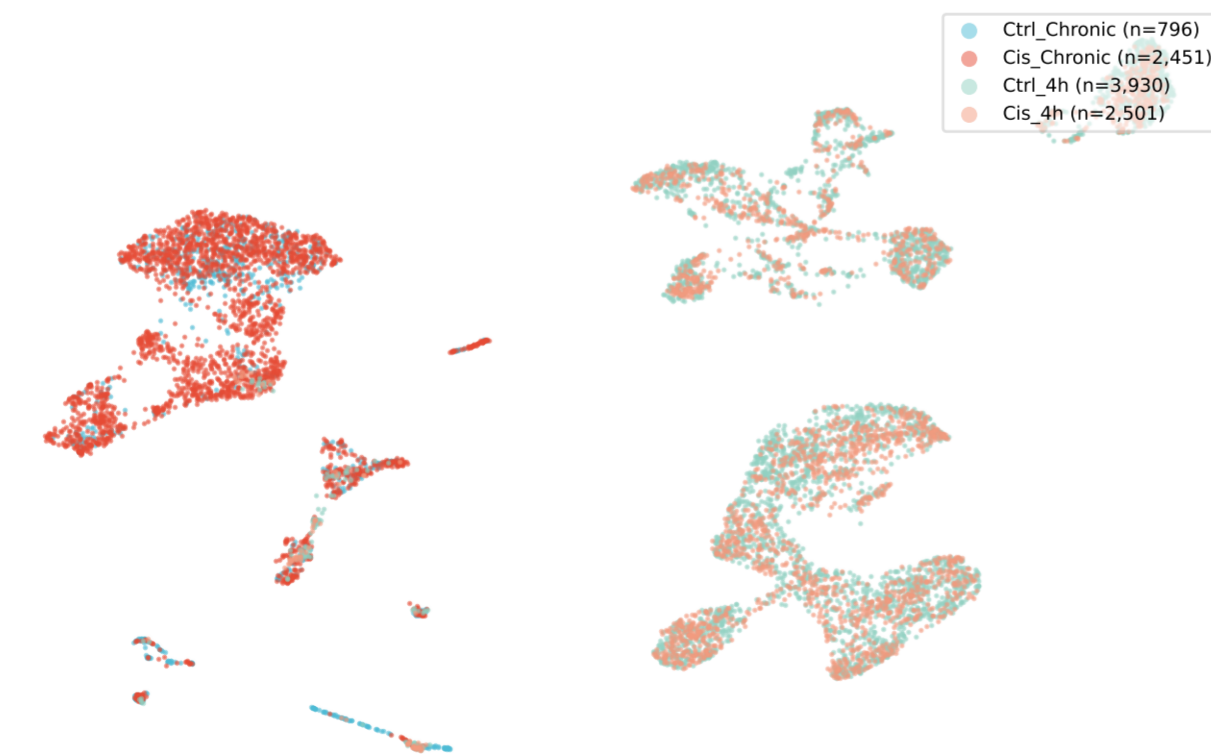 Ctrl_Chronic (n=796)
Cis_Chronic (n=2,451)
Ctrl_4h (n=3,930)
Cis_4h (n=2,501)